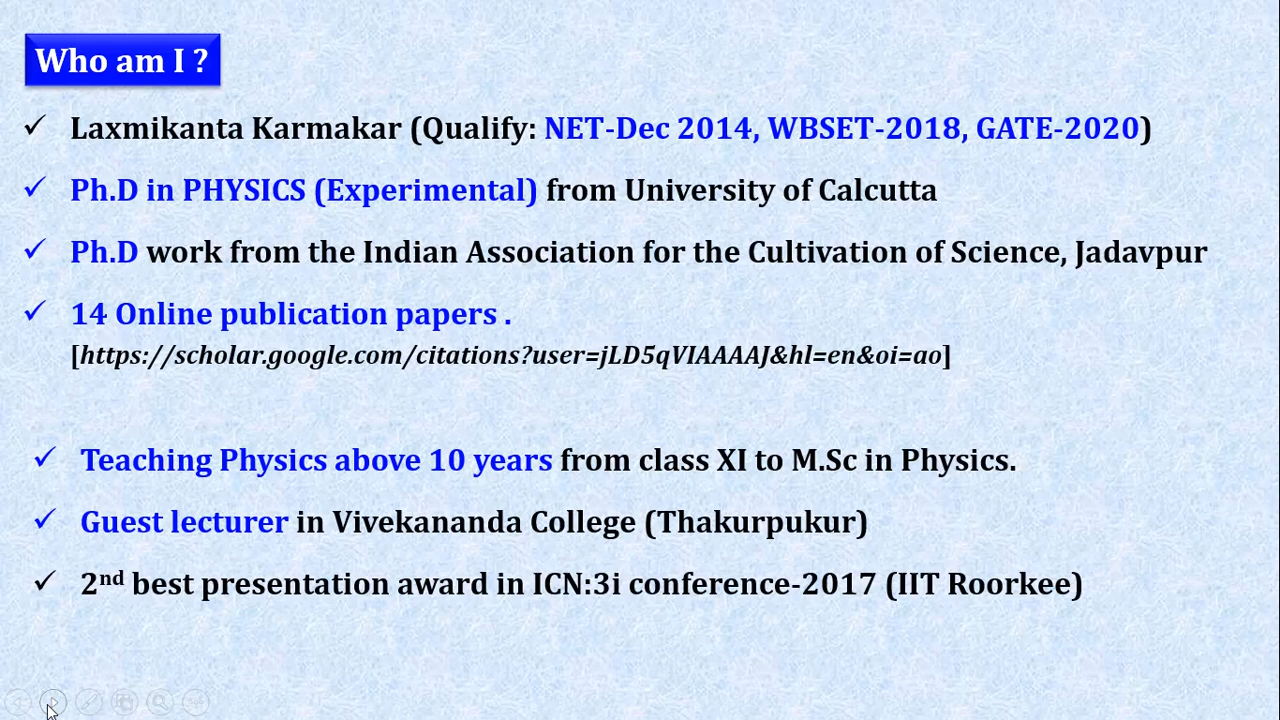 Who am I ?
Laxmikanta Karmakar (Qualify: NET-Dec 2014, WBSET-2018, GATE-2020)
Ph.D in PHYSICS (Experimental) from University of Calcutta
Ph.D work from the Indian Association for the Cultivation of Science, Jadavpur
14 Online publication papers .
[https://scholar.google.com/citations?user=jLD5qVIAAAAJ&hl=en&oi=ao]
Teaching Physics above 10 years from class XI to M.Sc in Physics.
Guest lecturer in Vivekananda College (Thakurpukur)
2nd best presentation award in ICN:3i conference-2017 (IIT Roorkee)